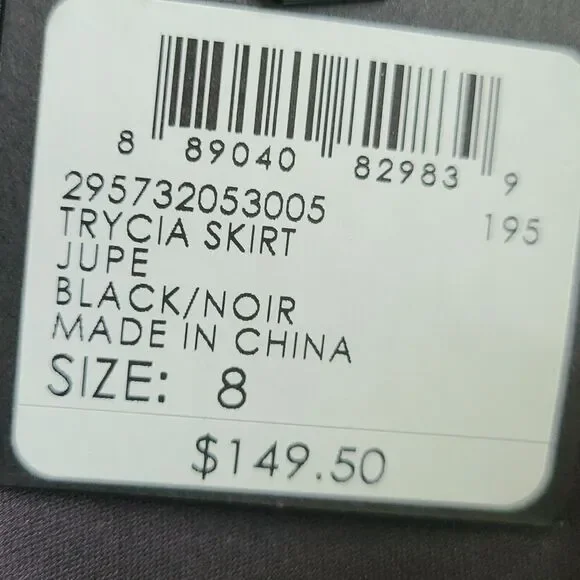 8 89040 82983 9
295732053005 195
TRYCIA SKIRT
JUPE
BLACK/NOIR
MADE IN CHINA
SIZE: 8
$149.50